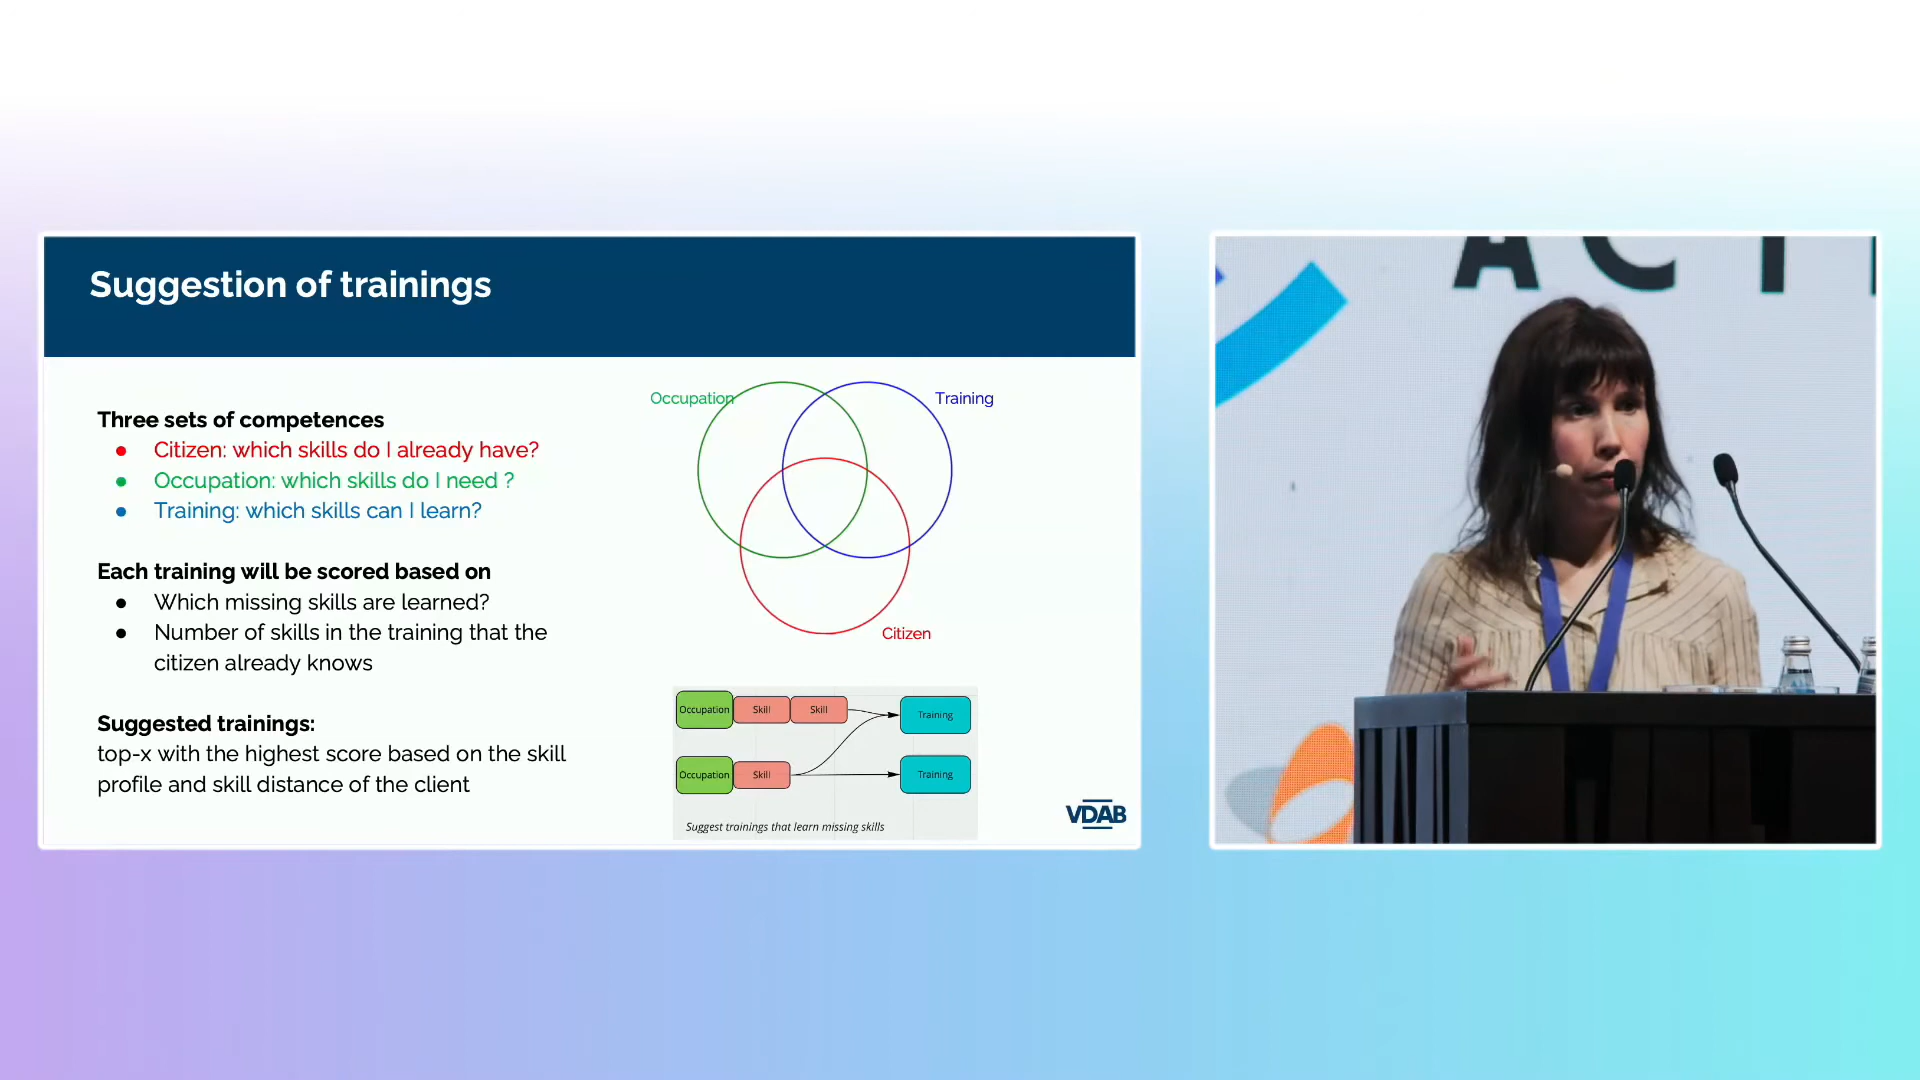 Suggestion of trainings
Three sets of competences
● Citizen: which skills do I already have?
● Occupation: which skills do I need ?
● Training: which skills can I learn?
Each training will be scored based on
● Which missing skills are learned?
● Number of skills in the training that the
citizen already knows
Suggested trainings:
top-x with the highest score based on the skill
profile and skill distance of the client
Occupation
Training
Citizen
Occupation Skill Skill Training
Occupation Skill Training
Suggest trainings that learn missing skills
VDAB